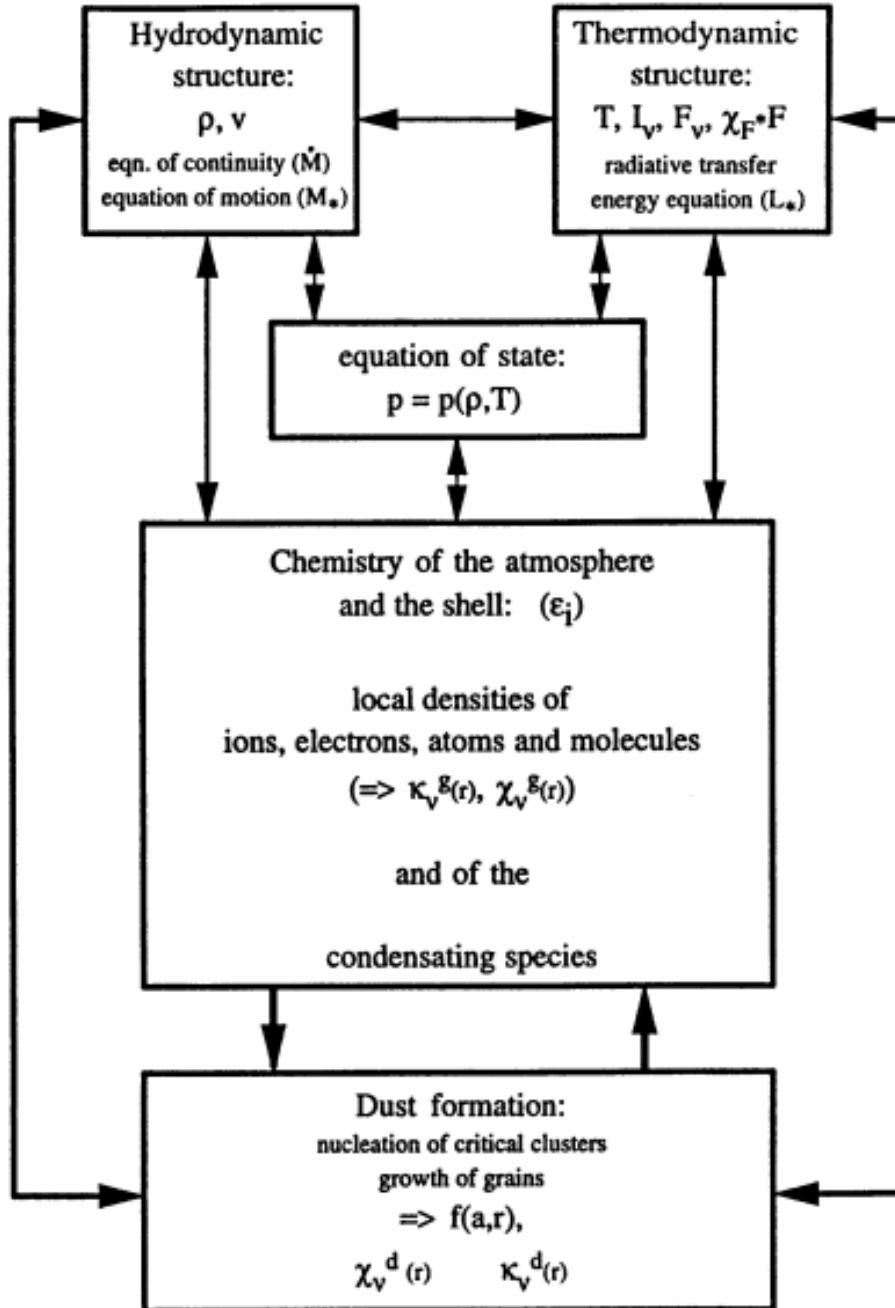 Hydrodynamic
structure:
ρ, v
eqn. of continuity (Ṁ)
equation of motion (M*)
Thermodynamic
structure:
T, Iν, Fν, χF*F
radiative transfer
energy equation (L*)
equation of state:
p = p(ρ,T)
Chemistry of the atmosphere
and the shell: (εi)
local densities of
ions, electrons, atoms and molecules
(=> κν^g(r), χν^g(r))
and of the
condensating species
Dust formation:
nucleation of critical clusters
growth of grains
=> f(a,r),
χν^d (r) κν^d(r)